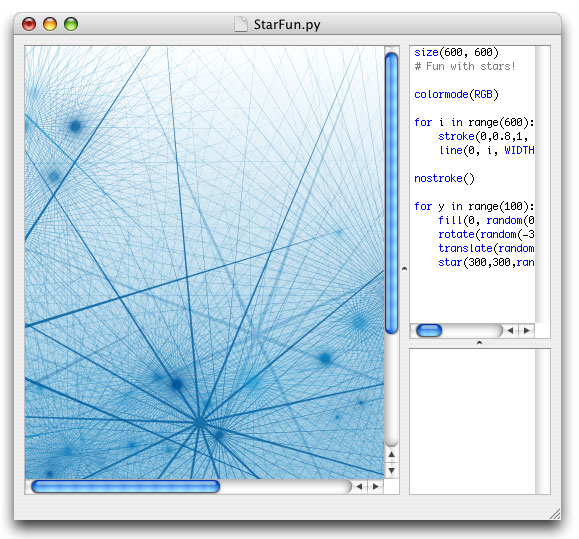 StarFun.py
size(600, 600)
# Fun with stars!
colormode(RGB)
for i in range(600):
stroke(0,0.8,1,
line(0, i, WIDTH
nostroke()
for y in range(100):
fill(0, random(0
rotate(random(-3
translate(random
star(300,300,ran